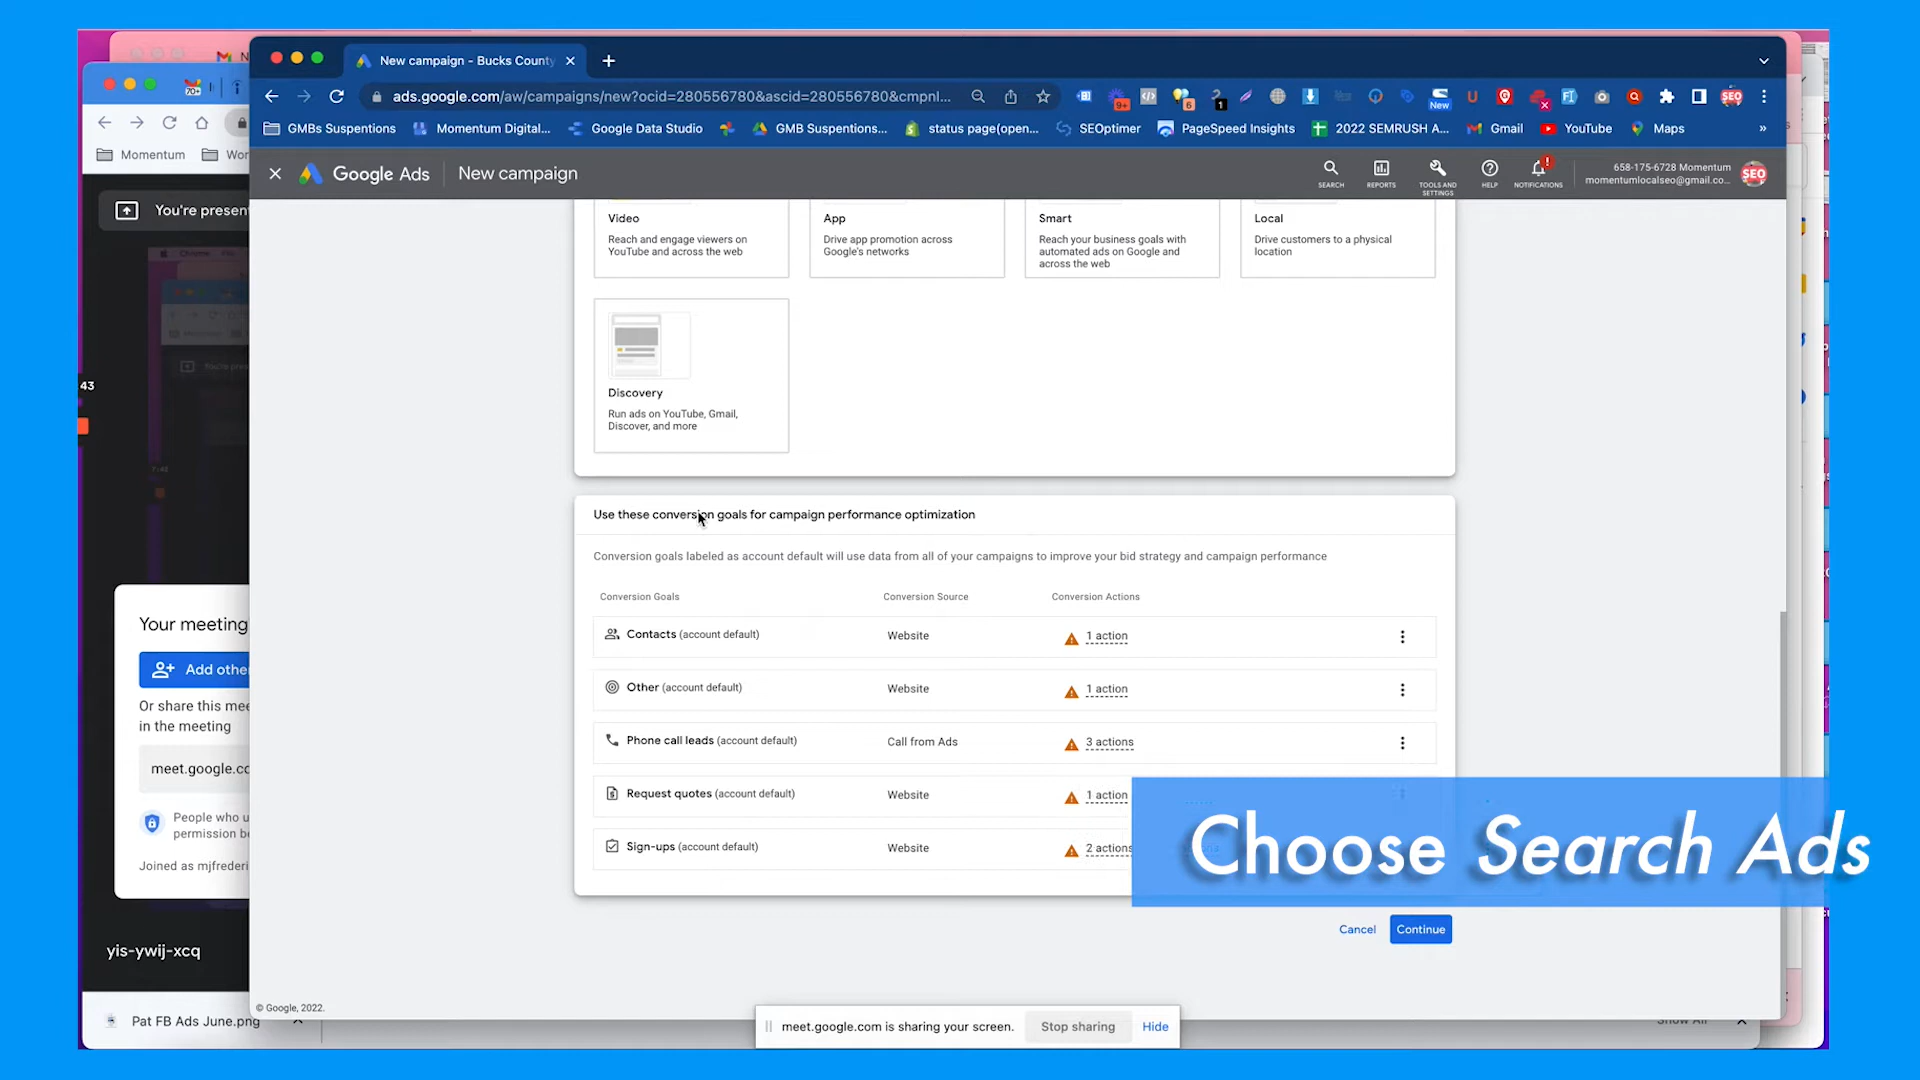 New campaign - Bucks County
ads.google.com/aw/campaigns/new?ocid=280556780&ascid=280556780&cmpnl...
9+
6
1
New
SEO
70+
GMBs Suspentions
Momentum Digital...
Google Data Studio
GMB Suspentions...
status page(open...
SEOptimer
PageSpeed Insights
2022 SEMRUSH A...
Gmail
YouTube
Maps
»
Momentum
Google Ads
New campaign
SEARCH
REPORTS
TOOLS AND
SETTINGS
HELP
NOTIFICATIONS
658-175-6728 Momentum
momentumlocalseo@gmail.co...
SEO
You're presen
Video
Reach and engage viewers on
YouTube and across the web
App
Drive app promotion across
Google's networks
Smart
Reach your business goals with
automated ads on Google and
across the web
Local
Drive customers to a physical
location
Discovery
Run ads on YouTube, Gmail,
Discover, and more
43
Use these conversion goals for campaign performance optimization
Conversion goals labeled as account default will use data from all of your campaigns to improve your bid strategy and campaign performance
Conversion Goals
Conversion Source
Conversion Actions
Contacts (account default)
Website
1 action
Other (account default)
Website
1 action
Phone call leads (account default)
Call from Ads
3 actions
Request quotes (account default)
Website
1 action
Sign-ups (account default)
Website
2 actions
Choose Search Ads
Cancel
Continue
Your meeting
Add othe
Or share this mee
in the meeting
meet.google.co
People who u
permission be
Joined as mjfrederi
yis-ywij-xcq
© Google, 2022.
Pat FB Ads June.png
meet.google.com is sharing your screen.
Stop sharing
Hide